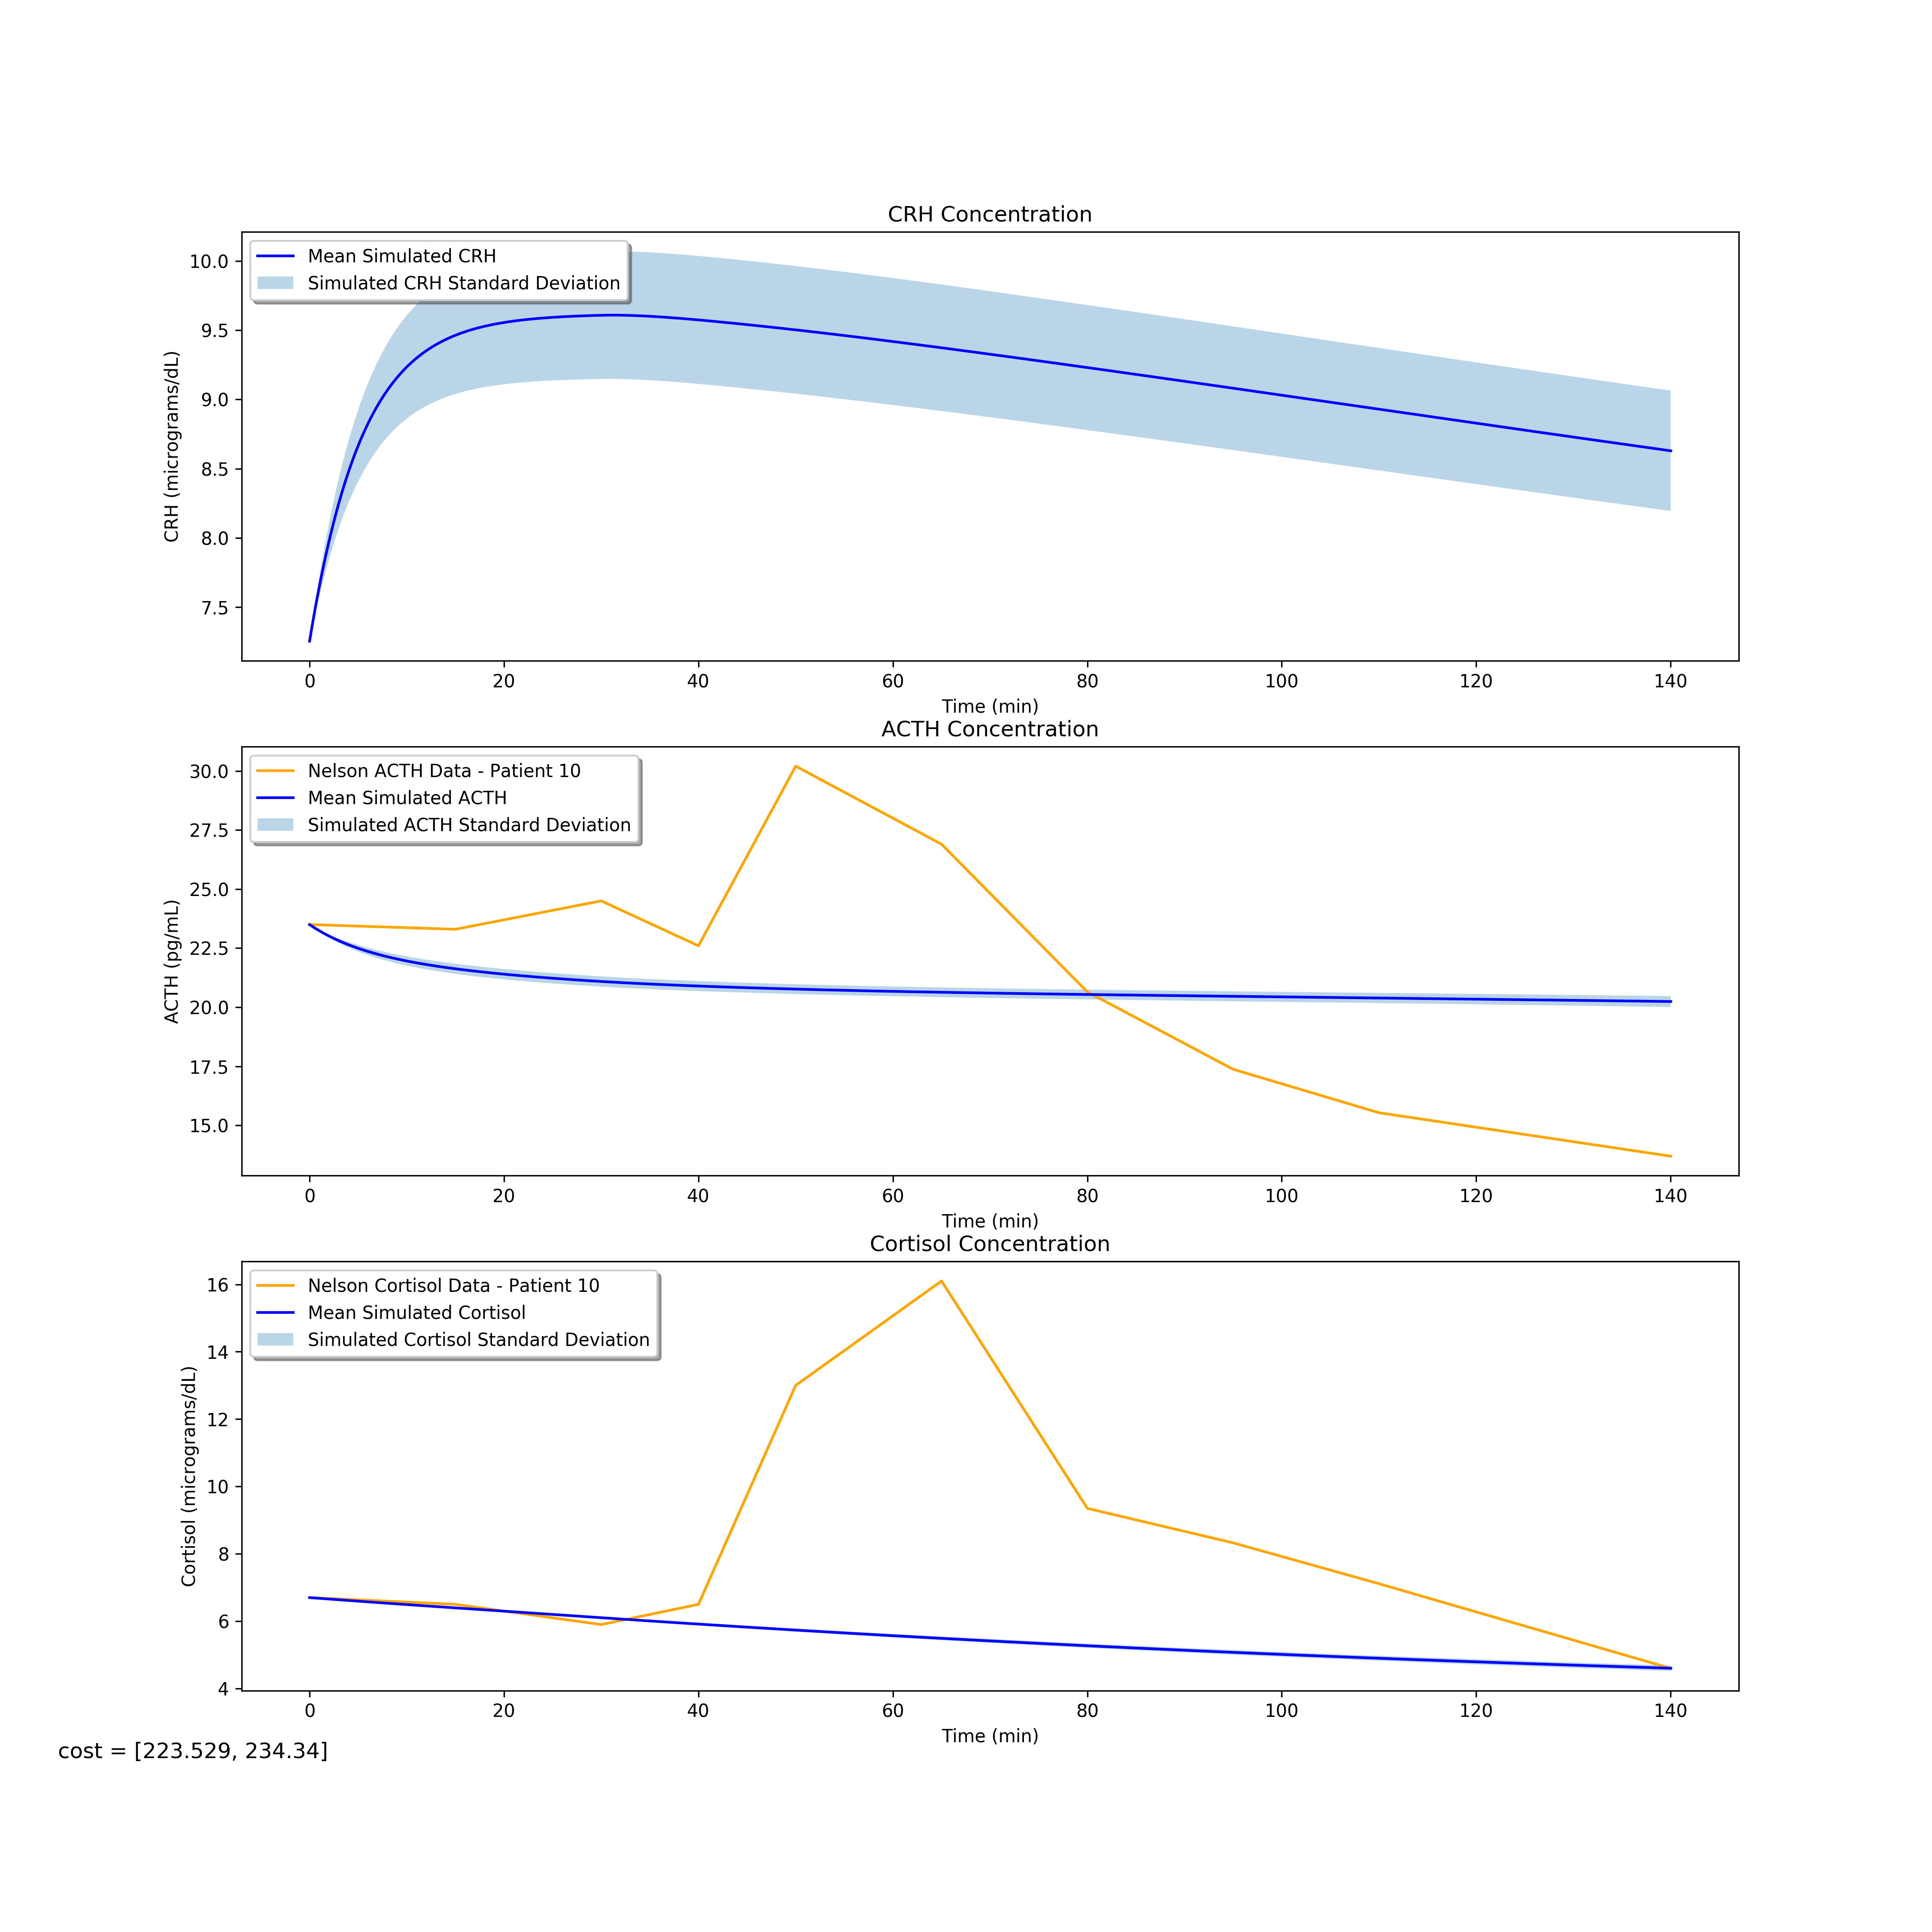 CRH Concentration
Mean Simulated CRH
Simulated CRH Standard Deviation
CRH (micrograms/dL)
10.0
9.5
9.0
8.5
8.0
7.5
0 20 40 60 80 100 120 140
Time (min)
ACTH Concentration
Nelson ACTH Data - Patient 10
Mean Simulated ACTH
Simulated ACTH Standard Deviation
ACTH (pg/mL)
30.0
27.5
25.0
22.5
20.0
17.5
15.0
0 20 40 60 80 100 120 140
Time (min)
Cortisol Concentration
Nelson Cortisol Data - Patient 10
Mean Simulated Cortisol
Simulated Cortisol Standard Deviation
Cortisol (micrograms/dL)
16
14
12
10
8
6
4
0 20 40 60 80 100 120 140
Time (min)
cost = [223.529, 234.34]